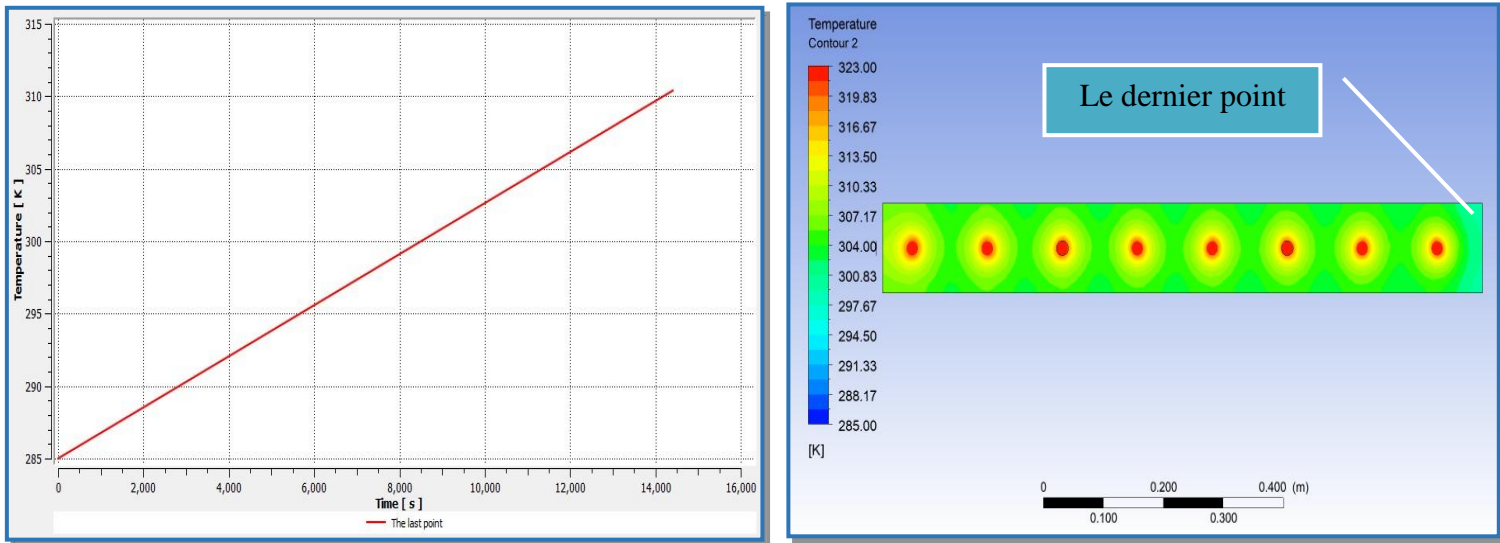 315
310
305
300
295
290
285
Temperature [ K ]
0 2,000 4,000 6,000 8,000 10,000 12,000 14,000 16,000
Time [ s ]
The last point
Temperature
Contour 2
323.00
319.83
316.67
313.50
310.33
307.17
304.00
300.83
297.67
294.50
291.33
288.17
285.00
[K]
Le dernier point
0 0.200 0.400 (m)
0.100 0.300